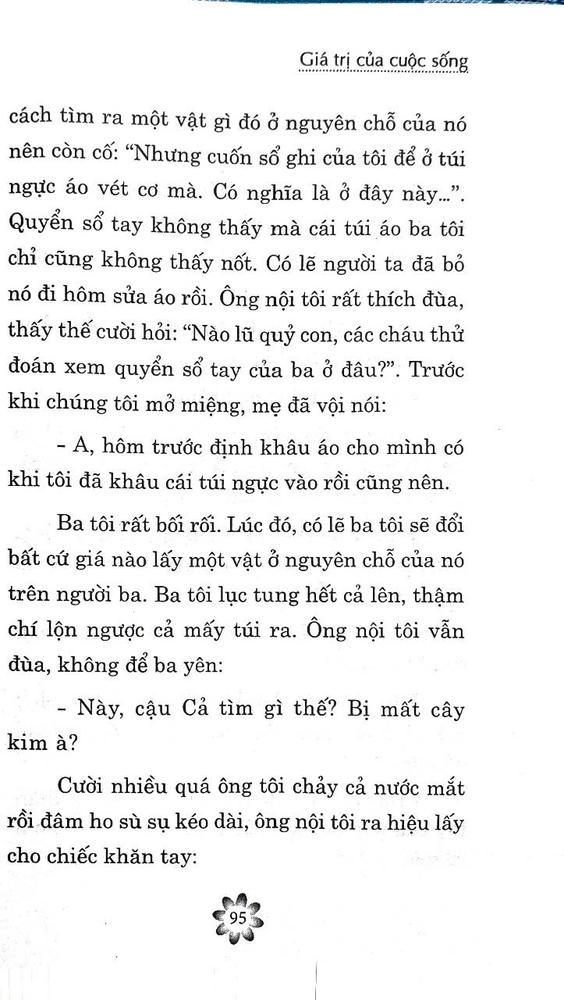 Giá trị của cuộc sống
cách tìm ra một vật gì đó ở nguyên chỗ của nó
nên còn cố: “Nhưng cuốn sổ ghi của tôi để ở túi
ngực áo vét cơ mà. Có nghĩa là ở đây này...”.
Quyển sổ tay không thấy mà cái túi áo ba tôi
chỉ cũng không thấy nốt. Có lẽ người ta đã bỏ
nó đi hôm sửa áo rồi. Ông nội tôi rất thích đùa,
thấy thế cười hỏi: “Nào lũ quỷ con, các cháu thử
đoán xem quyển sổ tay của ba ở đâu?”. Trước
khi chúng tôi mở miệng, mẹ đã vội nói:
- A, hôm trước định khâu áo cho mình có
khi tôi đã khâu cái túi ngực vào rồi cũng nên.
Ba tôi rất bối rối. Lúc đó, có lẽ ba tôi sẽ đổi
bất cứ giá nào lấy một vật ở nguyên chỗ của nó
trên người ba. Ba tôi lục tung hết cả lên, thậm
chí lộn ngược cả mấy túi ra. Ông nội tôi vẫn
đùa, không để ba yên:
- Này, cậu Cả tìm gì thế? Bị mất cây
kim à?
Cười nhiều quá ông tôi chảy cả nước mắt
rồi đâm ho sù sụ kéo dài, ông nội tôi ra hiệu lấy
cho chiếc khăn tay:
95